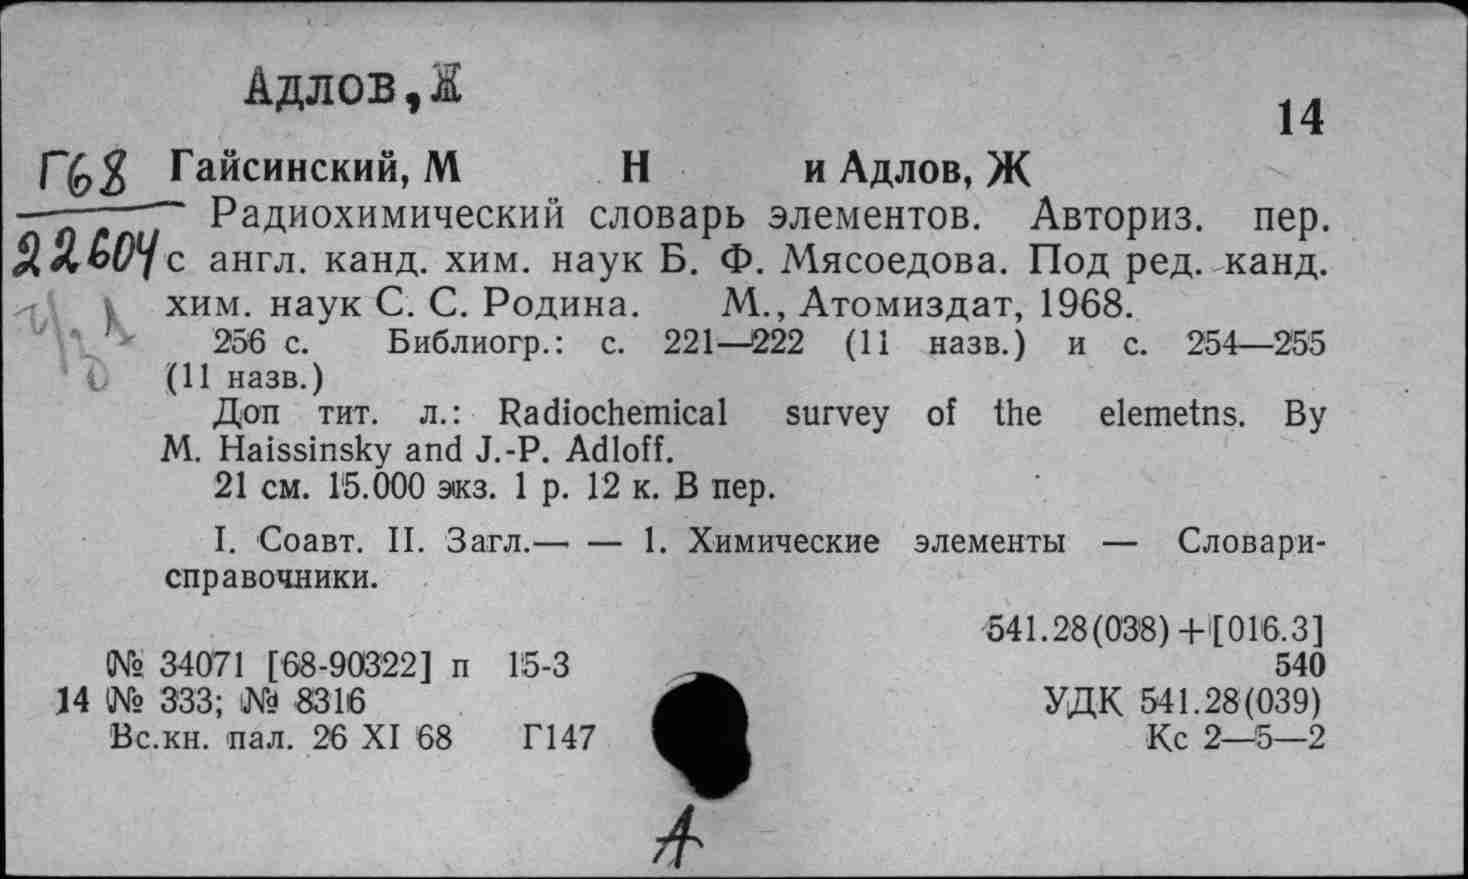 Адлов, Ж
14
Г68 Гайсинский, М Н и Адлов, Ж
Радиохимический словарь элементов. Авториз. пер.
22604 с англ. канд. хим. наук Б. Ф. Мясоедова. Под ред. канд.
хим. наук С. С. Родина. М., Атомиздат, 1968.
256 с. Библиогр.: с. 221—222 (11 назв.) и с. 254—255
(11 назв.)
Доп тит. л.: Radiochemical survey of the elemetns. By
M. Haissinsky and J.-P. Adloff.
21 см. 15.000 экз. 1 р. 12 к. В пер.
I. Соавт. II. Загл.— — 1. Химические элементы — Словари-
справочники.
541.28(038)+[016.3]
№ 34071 [68-90322] п 15-3 540
14 № 333; № 8316 УДК 541.28(039)
Вс.кн. пал. 26 XI 68 Г147 Кс 2—5—2
А